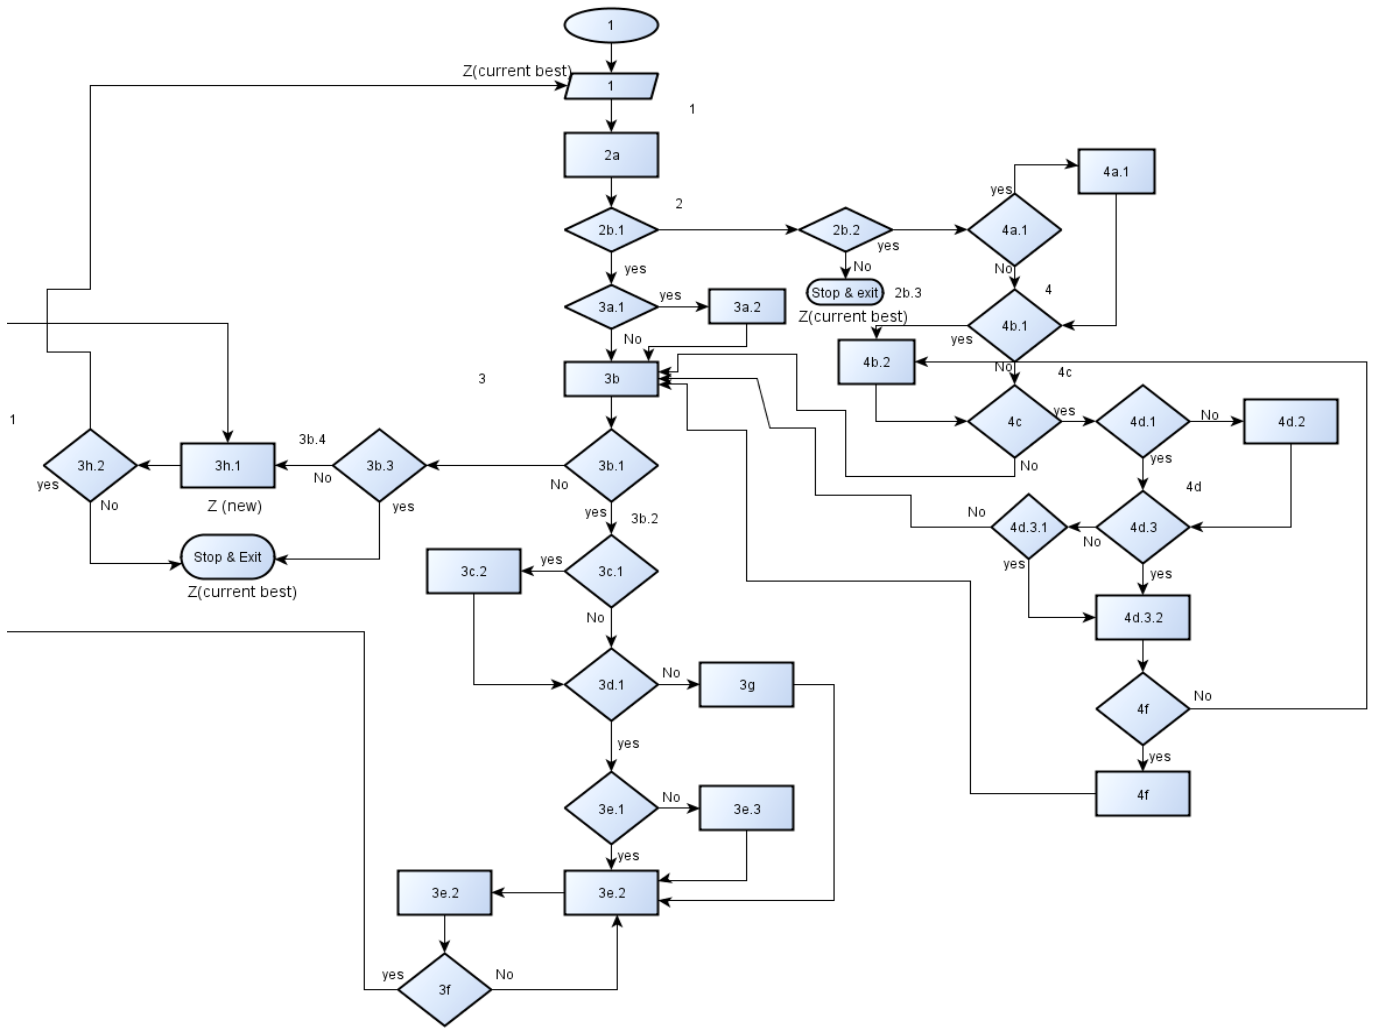 1
Z(current best)
1
1
2a
4a.1
yes
2
2b.1
2b.2
yes
4a.1
yes
No
No
Stop & exit
2b.3
4
Z(current best)
3a.1
yes
3a.2
No
4b.1
yes
4b.2
No
4c
3
3b
1
4c
yes
4d.1
No
4d.2
yes
No
3h.2
yes
No
3h.1
Z (new)
3b.4
No
3b.3
yes
3b.1
No
yes
3b.2
4d
No
4d.3.1
yes
No
4d.3
yes
Stop & Exit
Z(current best)
3c.2
yes
3c.1
No
4d.3.2
3d.1
No
3g
yes
4f
No
yes
4f
3e.1
No
3e.3
yes
3e.2
3e.2
yes
3f
No